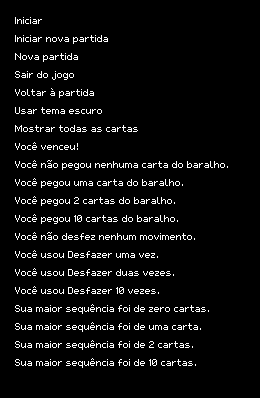 Iniciar
Iniciar nova partida
Nova partida
Sair do jogo
Voltar à partida
Usar tema escuro
Mostrar todas as cartas
Você venceu!
Você não pegou nenhuma carta do baralho.
Você pegou uma carta do baralho.
Você pegou 2 cartas do baralho.
Você pegou 10 cartas do baralho.
Você não desfez nenhum movimento.
Você usou Desfazer uma vez.
Você usou Desfazer duas vezes.
Você usou Desfazer 10 vezes.
Sua maior sequência foi de zero cartas.
Sua maior sequência foi de uma carta.
Sua maior sequência foi de 2 cartas.
Sua maior sequência foi de 10 cartas.